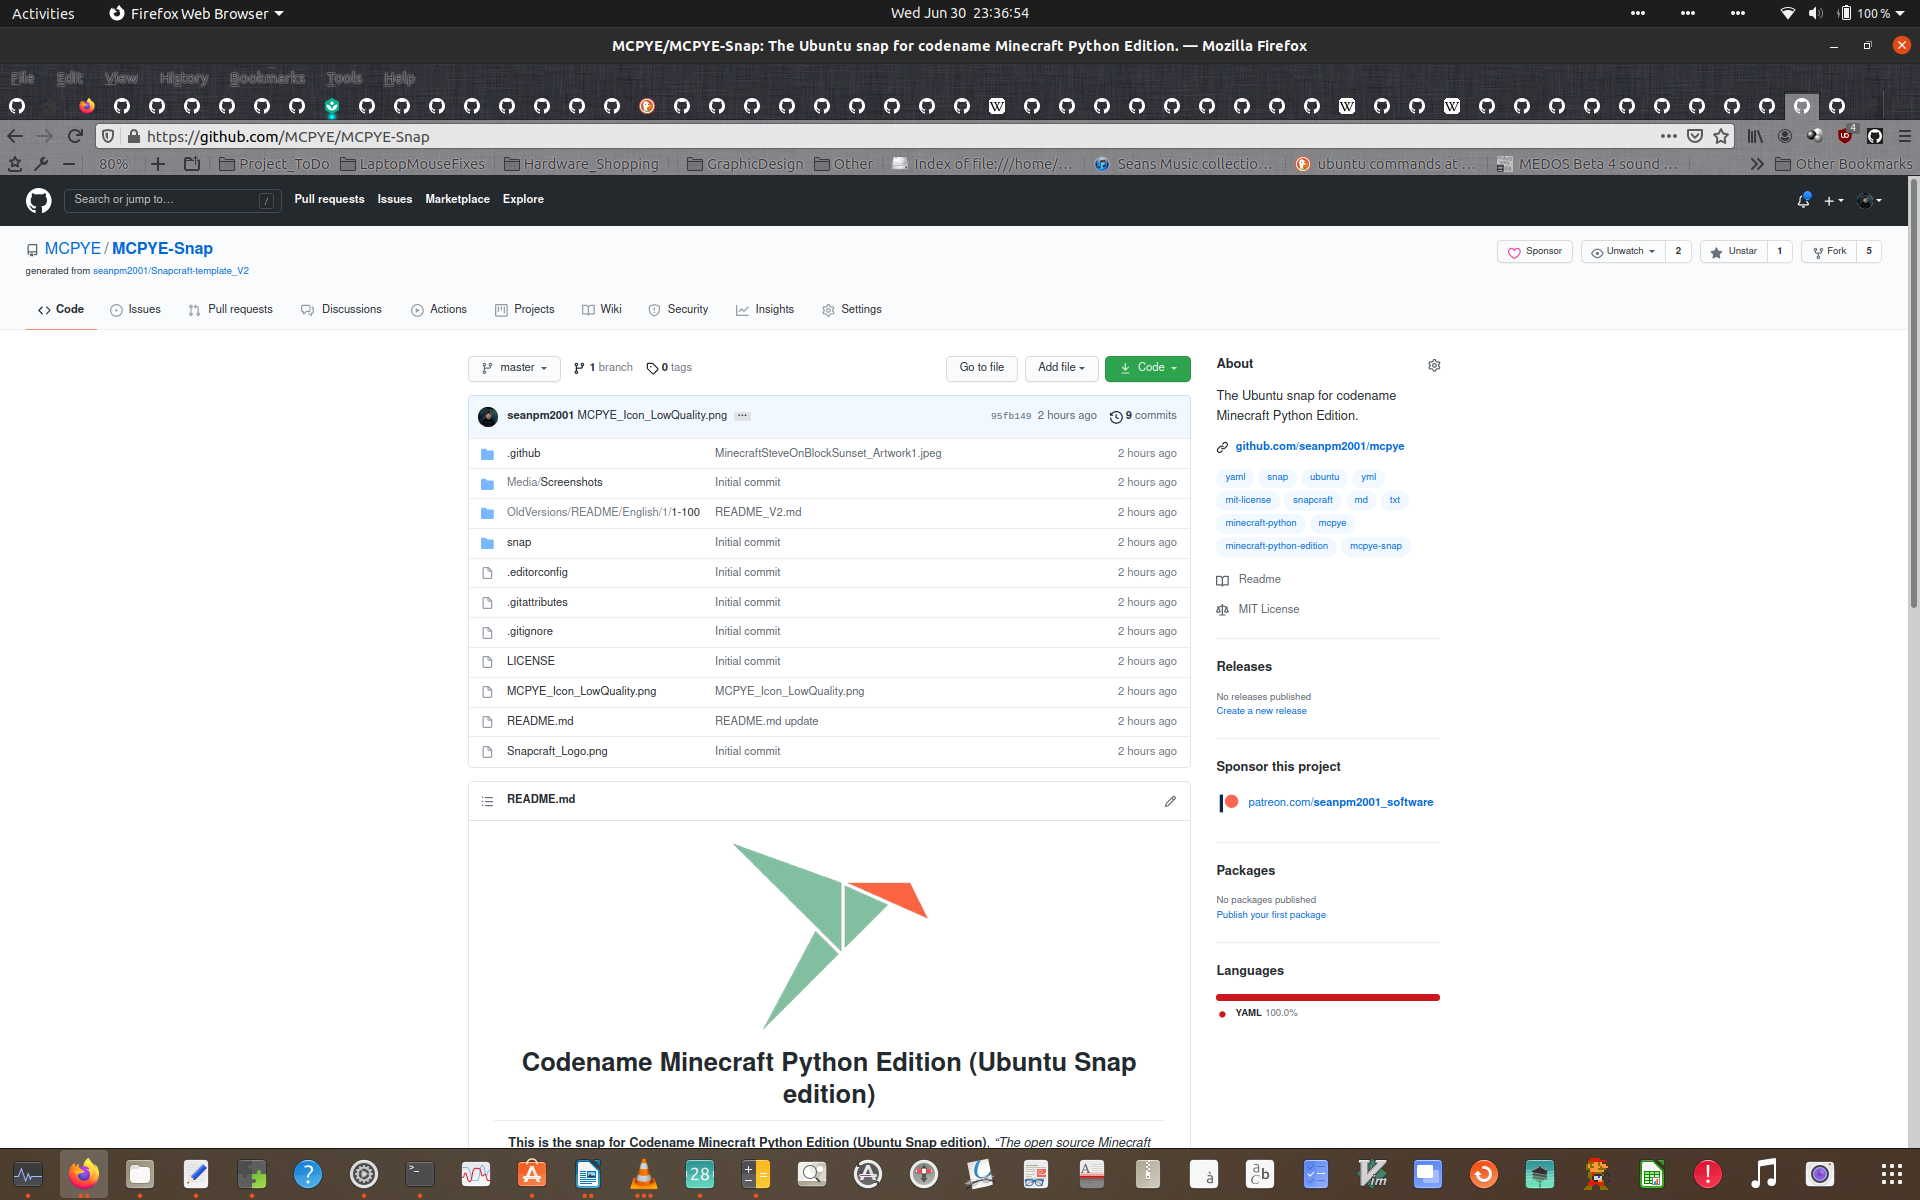 Activities Firefox Web Browser Wed Jun 30 23:36:54 100 %
MCPYE/MCPYE-Snap: The Ubuntu snap for codename Minecraft Python Edition. — Mozilla Firefox
File Edit View History Bookmarks Tools Help
https://github.com/MCPYE/MCPYE-Snap 4
80% Project_ToDo LaptopMouseFixes Hardware_Shopping GraphicDesign Other Index of file:///home/... Seans Music collectio... ubuntu commands at ... MEDOS Beta 4 sound ... Other Bookmarks
Search or jump to... / Pull requests Issues Marketplace Explore
MCPYE / MCPYE-Snap Sponsor Unwatch 2 Unstar 1 Fork 5
generated from seanpm2001/Snapcraft-template_V2
Code Issues Pull requests Discussions Actions Projects Wiki Security Insights Settings
master 1 branch 0 tags Go to file Add file Code
seanpm2001 MCPYE_Icon_LowQuality.png ... 95fb149 2 hours ago 9 commits
.github MinecraftSteveOnBlockSunset_Artwork1.jpeg 2 hours ago
Media/Screenshots Initial commit 2 hours ago
OldVersions/README/English/1/1-100 README_V2.md 2 hours ago
snap Initial commit 2 hours ago
.editorconfig Initial commit 2 hours ago
.gitattributes Initial commit 2 hours ago
.gitignore Initial commit 2 hours ago
LICENSE Initial commit 2 hours ago
MCPYE_Icon_LowQuality.png MCPYE_Icon_LowQuality.png 2 hours ago
README.md README.md update 2 hours ago
Snapcraft_Logo.png Initial commit 2 hours ago
README.md
Codename Minecraft Python Edition (Ubuntu Snap
edition)
This is the snap for Codename Minecraft Python Edition (Ubuntu Snap edition), “The open source Minecraft
About
The Ubuntu snap for codename
Minecraft Python Edition.
github.com/seanpm2001/mcpye
yaml snap ubuntu yml
mit-license snapcraft md txt
minecraft-python mcpye
minecraft-python-edition mcpye-snap
Readme
MIT License
Releases
No releases published
Create a new release
Sponsor this project
patreon.com/seanpm2001_software
Packages
No packages published
Publish your first package
Languages
YAML 100.0%
28